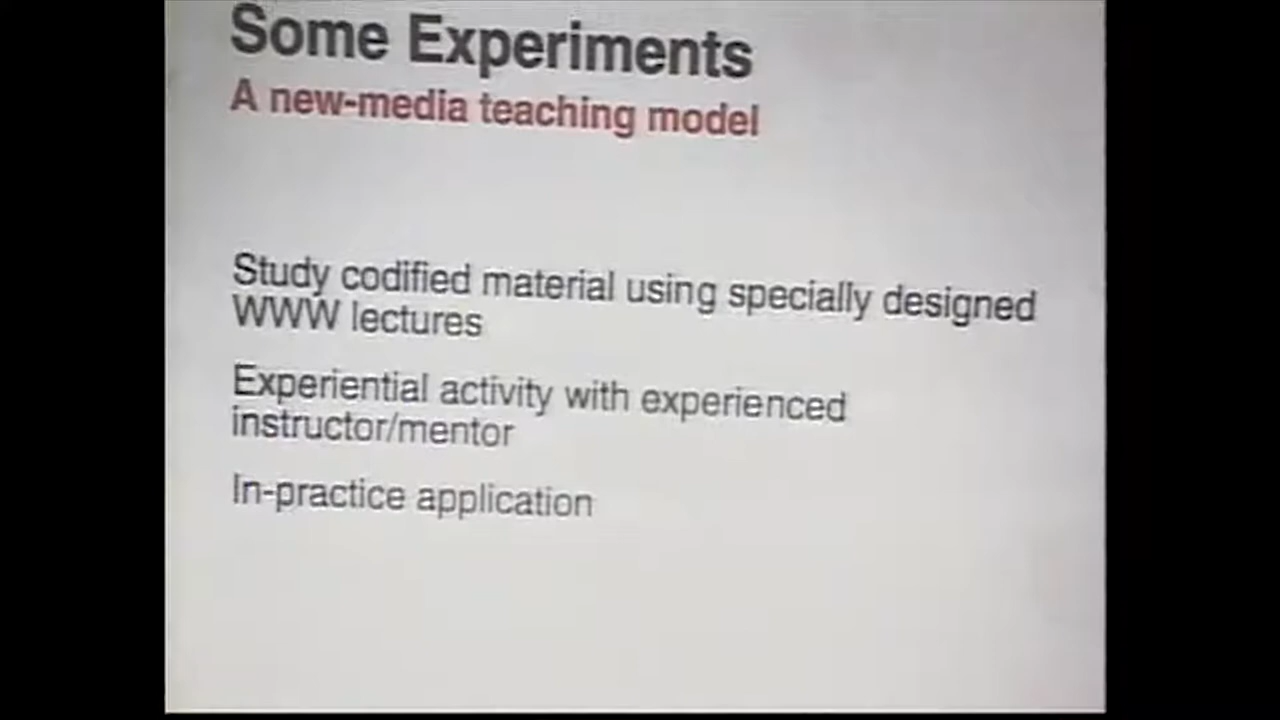 Some Experiments
A new-media teaching model
Study codified material using specially designed
WWW lectures
Experiential activity with experienced
instructor/mentor
In-practice application